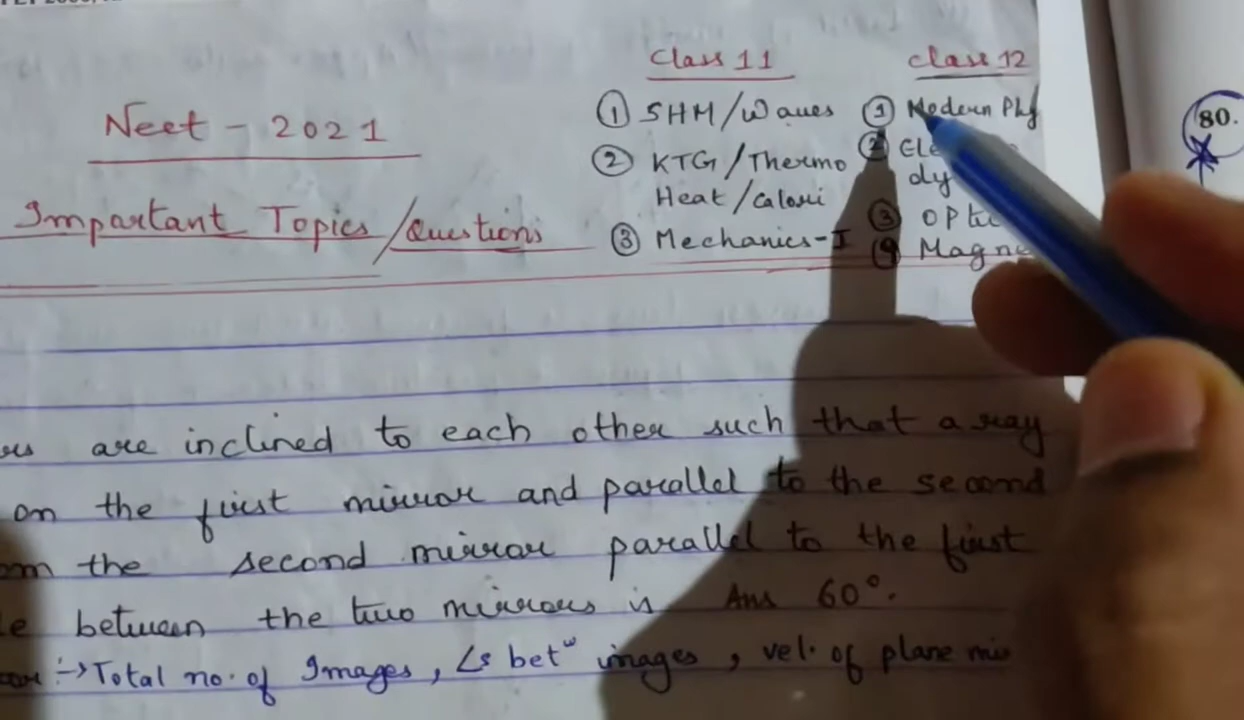 Neet - 2021
Important Topics/Questions
Class 11
① SHM/Waves
② KTG/Thermo
Heat/Calori
③ Mechanics-I
Class 12
① Modern Phy
②
③
④
80.
are inclined to each other such that a ray
on the first mirror and parallel to the second
the second mirror parallel to the first
between the two mirrors is Ans 60°.
:→ Total no. of Images, ∠s betʷ images, vel. of plane